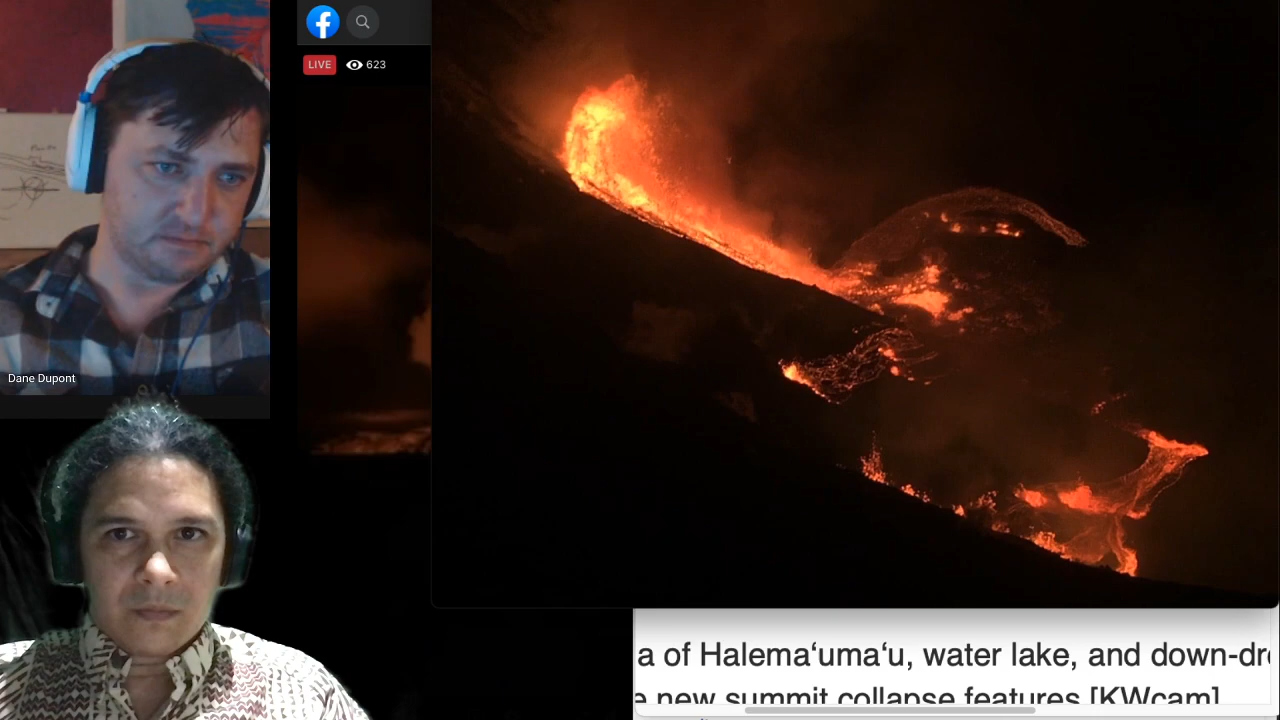 LIVE 623
Dane Dupont
a of Halemaʻumaʻu, water lake, and down-dr
e new summit collapse features [KWcam]